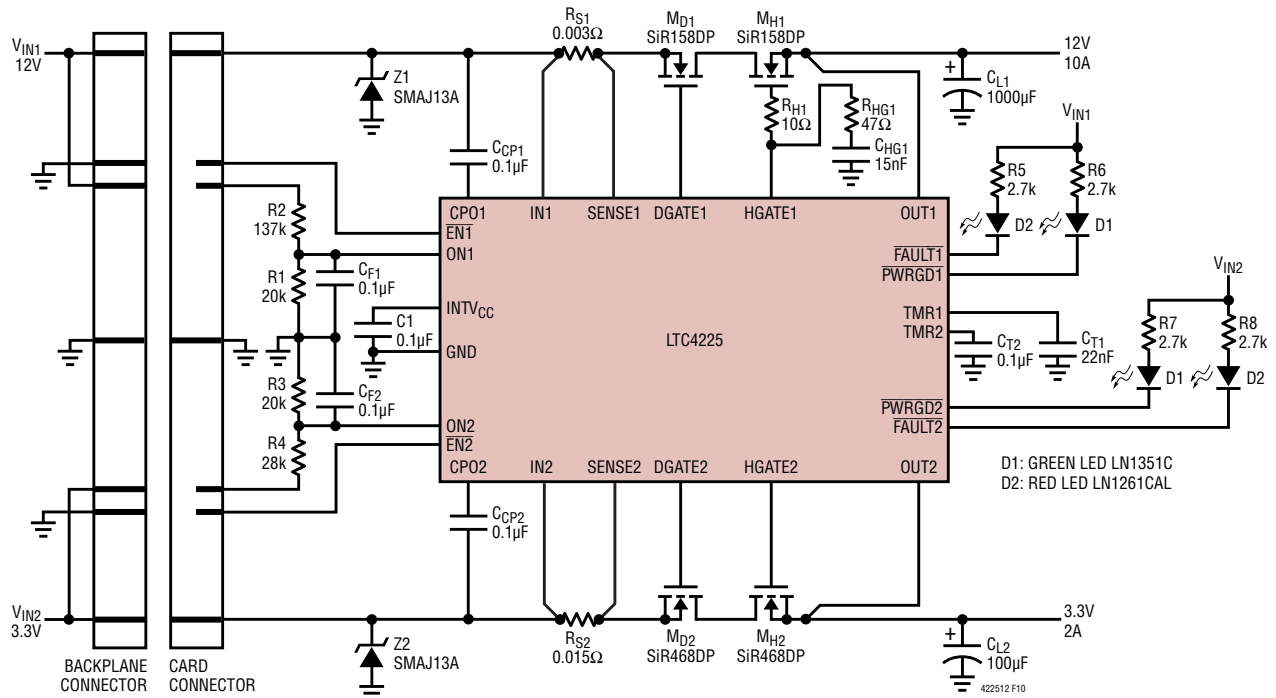 VIN1
12V
RS1
0.003Ω
MD1
SiR158DP
MH1
SiR158DP
12V
10A
Z1
SMAJ13A
+
CL1
1000µF
RH1
10Ω
RHG1
47Ω
CHG1
15nF
CCP1
0.1µF
VIN1
R5
2.7k
R6
2.7k
D2
D1
R2
137k
R1
20k
CF1
0.1µF
C1
0.1µF
R3
20k
CF2
0.1µF
R4
28k
CPO1
IN1
SENSE1
DGATE1
HGATE1
OUT1
EN1
ON1
INTVCC
GND
ON2
EN2
CPO2
IN2
SENSE2
DGATE2
HGATE2
OUT2
LTC4225
FAULT1
PWRGD1
TMR1
TMR2
PWRGD2
FAULT2
CT2
0.1µF
CT1
22nF
VIN2
R7
2.7k
R8
2.7k
D1
D2
D1: GREEN LED LN1351C
D2: RED LED LN1261CAL
CCP2
0.1µF
VIN2
3.3V
Z2
SMAJ13A
RS2
0.015Ω
MD2
SiR468DP
MH2
SiR468DP
3.3V
2A
+
CL2
100µF
BACKPLANE
CONNECTOR
CARD
CONNECTOR
422512 F10